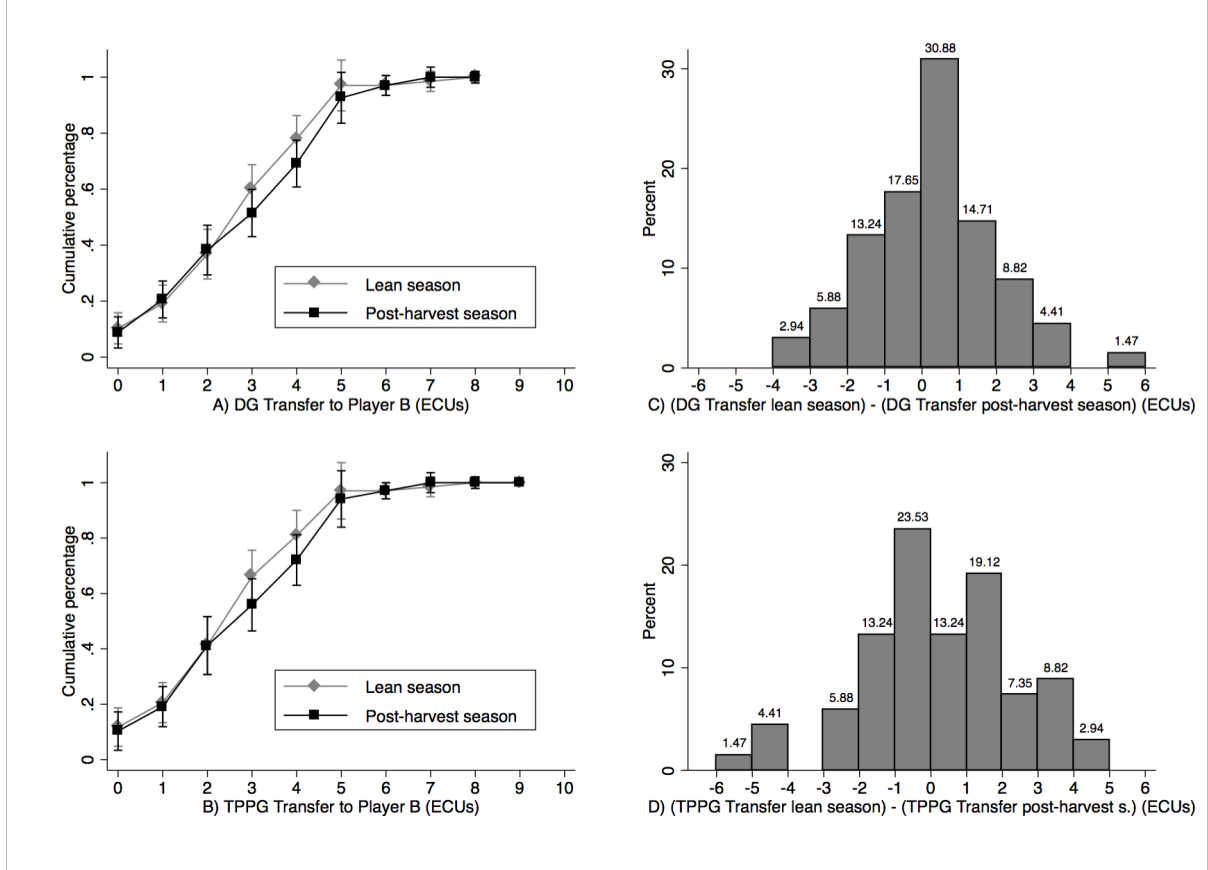 Cumulative percentage
1
.8
.6
.4
.2
0
Lean season
Post-harvest season
0 1 2 3 4 5 6 7 8 9 10
A) DG Transfer to Player B (ECUs)
Percent
30
20
10
0
2.94
5.88
13.24
17.65
30.88
14.71
8.82
4.41
1.47
-6 -5 -4 -3 -2 -1 0 1 2 3 4 5 6
C) (DG Transfer lean season) - (DG Transfer post-harvest season) (ECUs)
Cumulative percentage
1
.8
.6
.4
.2
0
Lean season
Post-harvest season
0 1 2 3 4 5 6 7 8 9 10
B) TPPG Transfer to Player B (ECUs)
Percent
30
20
10
0
1.47
4.41
5.88
13.24
23.53
13.24
19.12
7.35
8.82
2.94
-6 -5 -4 -3 -2 -1 0 1 2 3 4 5 6
D) (TPPG Transfer lean season) - (TPPG Transfer post-harvest s.) (ECUs)